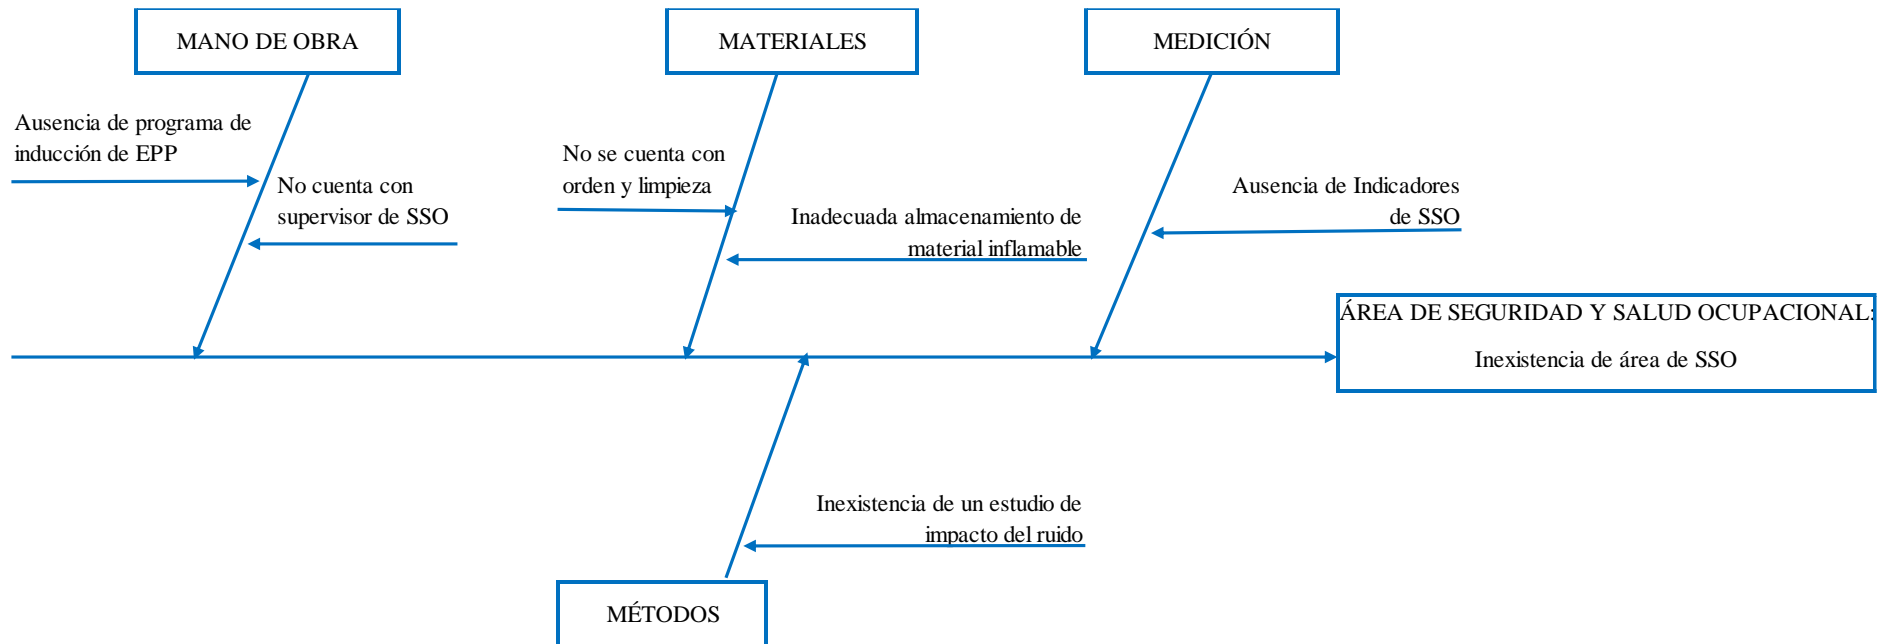 MANO DE OBRA
MATERIALES
MEDICIÓN
Ausencia de programa de
inducción de EPP
No cuenta con
supervisor de SSO
No se cuenta con
orden y limpieza
Inadecuada almacenamiento de
material inflamable
Ausencia de Indicadores
de SSO
ÁREA DE SEGURIDAD Y SALUD OCUPACIONAL:
Inexistencia de área de SSO
Inexistencia de un estudio de
impacto del ruido
MÉTODOS